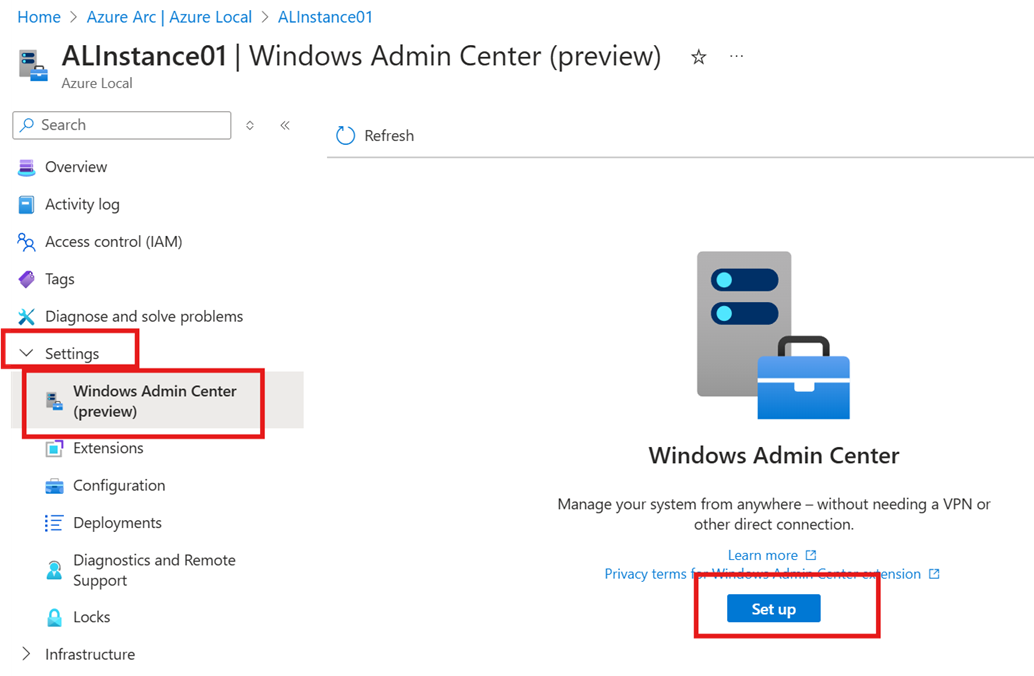 Home > Azure Arc | Azure Local > ALInstance01
ALInstance01 | Windows Admin Center (preview)
Azure Local
Search
Refresh
Overview
Activity log
Access control (IAM)
Tags
Diagnose and solve problems
Settings
Windows Admin Center
(preview)
Extensions
Configuration
Deployments
Diagnostics and Remote
Support
Locks
Infrastructure
Windows Admin Center
Manage your system from anywhere – without needing a VPN or
other direct connection.
Learn more
Privacy terms for Windows Admin Center extension
Set up